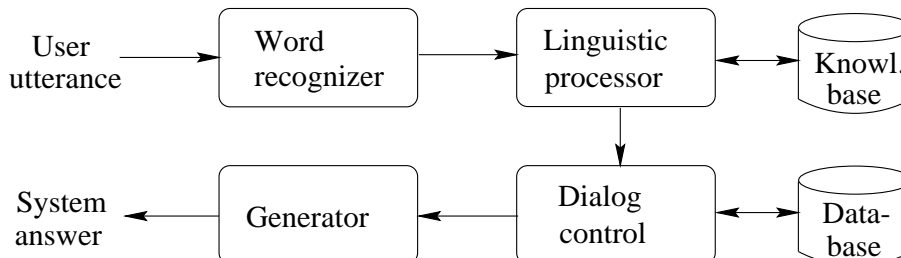 User
utterance
Word
recognizer
Linguistic
processor
Knowl.
base
System
answer
Generator
Dialog
control
Data-
base